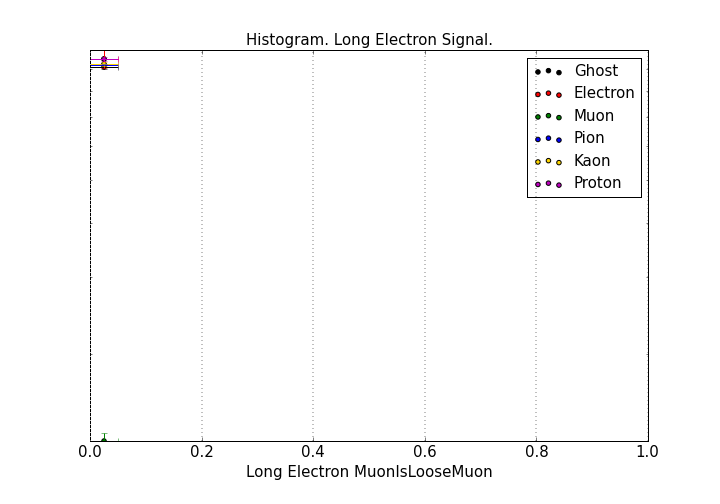 Histogram. Long Electron Signal.
Ghost
Electron
Muon
Pion
Kaon
Proton
0.0 0.2 0.4 0.6 0.8 1.0
Long Electron MuonIsLooseMuon